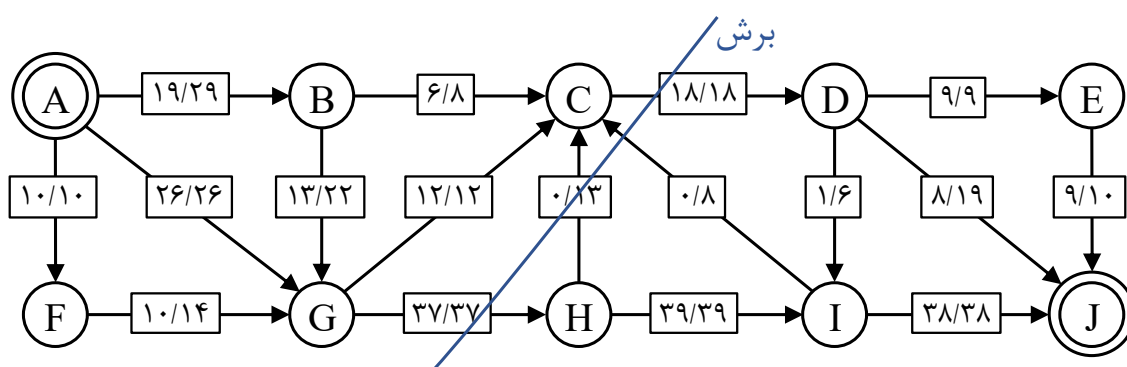 برش
A ۱۹/۲۹ B ۶/۸ C ۱۸/۱۸ D ۹/۹ E
۱۰/۱۰ ۲۶/۲۶ ۱۳/۲۲ ۱۲/۱۲ ۰/۱۳ ۰/۸ ۱/۶ ۸/۱۹ ۹/۱۰
F ۱۰/۱۴ G ۳۷/۳۷ H ۳۹/۳۹ I ۳۸/۳۸ J